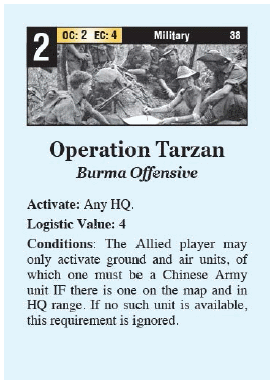 2
OC: 2 EC: 4 Military 38
Operation Tarzan
Burma Offensive
Activate: Any HQ.
Logistic Value: 4
Conditions: The Allied player may
only activate ground and air units, of
which one must be a Chinese Army
unit IF there is one on the map and in
HQ range. If no such unit is available,
this requirement is ignored.